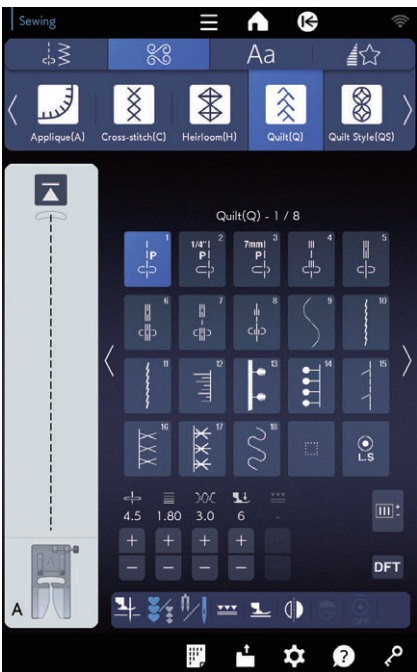 Sewing
Aa
Applique(A) Cross-stitch(C) Heirloom(H) Quilt(Q) Quilt Style(QS)
Quilt(Q) - 1 / 8
1 2 3 4 5
P 1/4" P 7mm P
6 7 8 9 10
11 12 13 14 15
16 17 18
L.S
4.5 1.80 3.0 6 -
+ + + + +
- - - - -
DFT
A
OFF
?